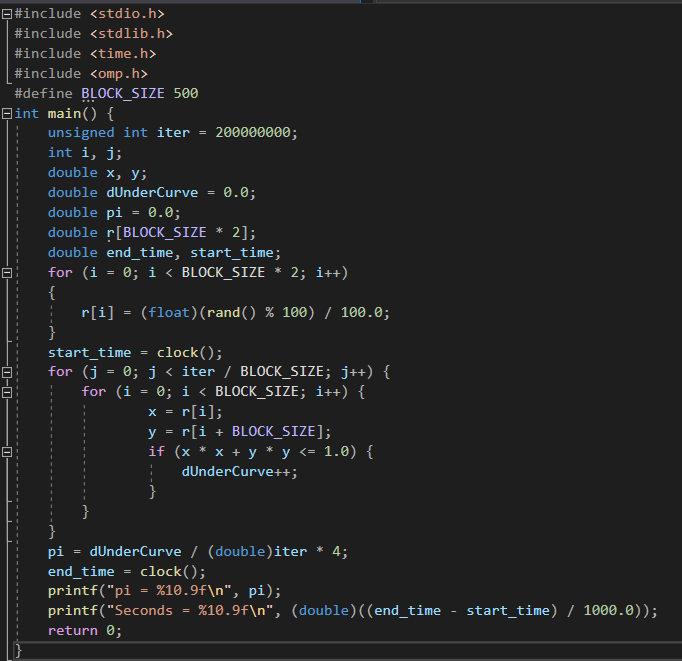 #include <stdio.h>
#include <stdlib.h>
#include <time.h>
#include <omp.h>
#define BLOCK_SIZE 500
int main() {
    unsigned int iter = 200000000;
    int i, j;
    double x, y;
    double dUnderCurve = 0.0;
    double pi = 0.0;
    double r[BLOCK_SIZE * 2];
    double end_time, start_time;
    for (i = 0; i < BLOCK_SIZE * 2; i++)
    {
        r[i] = (float)(rand() % 100) / 100.0;
    }
    start_time = clock();
    for (j = 0; j < iter / BLOCK_SIZE; j++) {
        for (i = 0; i < BLOCK_SIZE; i++) {
                x = r[i];
                y = r[i + BLOCK_SIZE];
                if (x * x + y * y <= 1.0) {
                    dUnderCurve++;
                }
        }
    }
    pi = dUnderCurve / (double)iter * 4;
    end_time = clock();
    printf("pi = %10.9f\n", pi);
    printf("Seconds = %10.9f\n", (double)((end_time - start_time) / 1000.0));
    return 0;
}